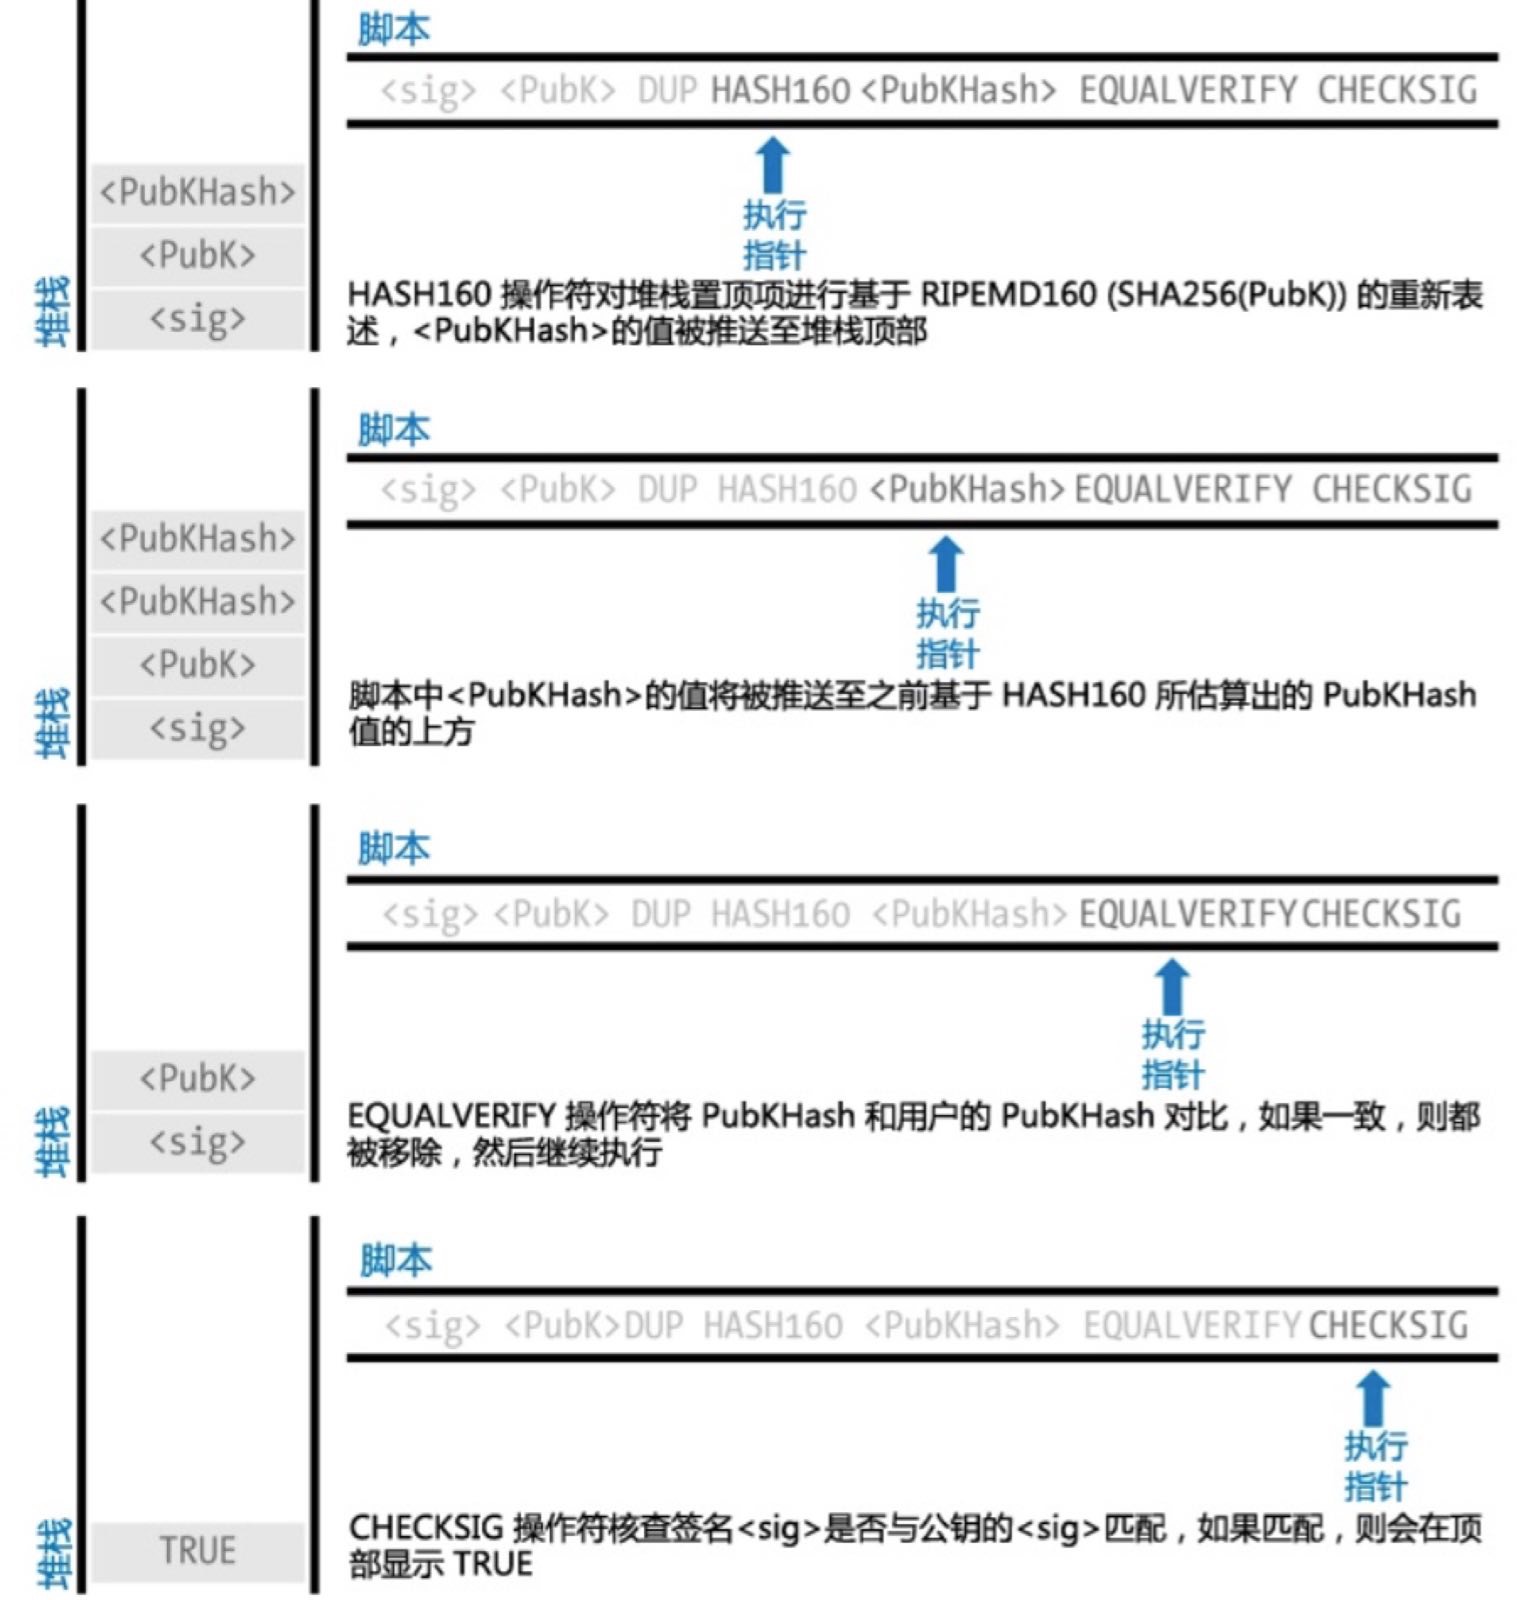 脚本
<sig> <PubK> DUP HASH160 <PubKHash> EQUALVERIFY CHECKSIG
执行
指针
<PubKHash>
<PubK>
<sig>
堆栈
HASH160 操作符对堆栈置顶项进行基于 RIPEMD160 (SHA256(PubK)) 的重新表
述，<PubKHash>的值被推送至堆栈顶部
脚本
<sig> <PubK> DUP HASH160 <PubKHash> EQUALVERIFY CHECKSIG
执行
指针
<PubKHash>
<PubKHash>
<PubK>
<sig>
堆栈
脚本中<PubKHash>的值将被推送至之前基于 HASH160 所估算出的 PubKHash
值的上方
脚本
<sig> <PubK> DUP HASH160 <PubKHash> EQUALVERIFY CHECKSIG
执行
指针
<PubK>
<sig>
堆栈
EQUALVERIFY 操作符将 PubKHash 和用户的 PubKHash 对比，如果一致，则都
被移除，然后继续执行
脚本
<sig> <PubK> DUP HASH160 <PubKHash> EQUALVERIFY CHECKSIG
执行
指针
TRUE
堆栈
CHECKSIG 操作符核查签名<sig>是否与公钥的<sig>匹配，如果匹配，则会在顶
部显示 TRUE